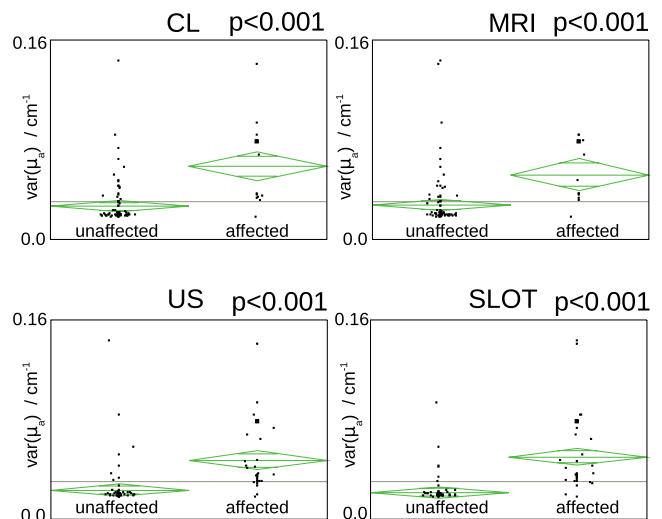 CL p<0.001
MRI p<0.001
0.16
0.16
var(μₐ) / cm⁻¹
var(μₐ) / cm⁻¹
0.0
unaffected affected
0.0
unaffected affected
US p<0.001
SLOT p<0.001
0.16
0.16
var(μₐ) / cm⁻¹
var(μₐ) / cm⁻¹
0.0
unaffected affected
0.0
unaffected affected